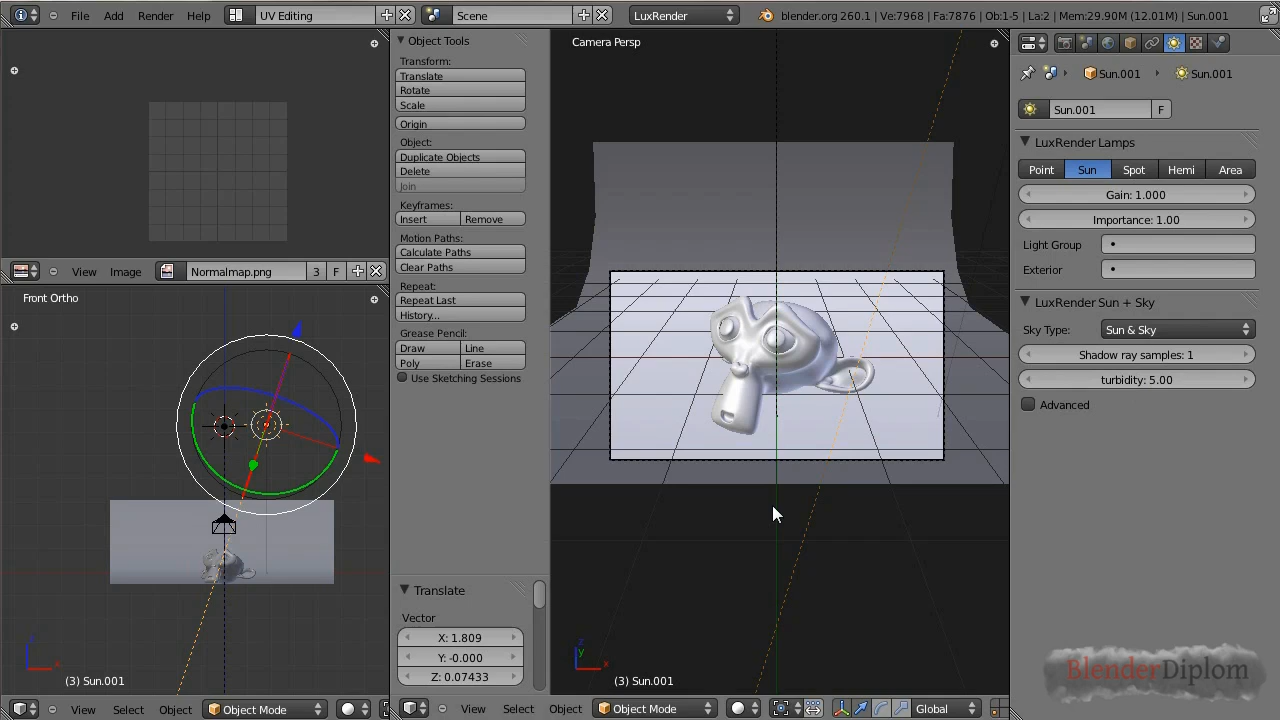 File Add Render Help UV Editing Scene LuxRender blender.org 260.1 | Ve:7968 | Fa:7876 | Ob:1-5 | La:2 | Mem:29.90M (12.01M) | Sun.001
Object Tools
Camera Persp
Transform:
Translate
Rotate
Scale
Origin
Object:
Duplicate Objects
Delete
Join
Keyframes:
Insert Remove
Motion Paths:
Calculate Paths
Clear Paths
Repeat:
Repeat Last
History...
Grease Pencil:
Draw Line
Poly Erase
Use Sketching Sessions
Translate
Vector
X: 1.809
Y: -0.000
Z: 0.07433
View Image Normalmap.png 3 F
Front Ortho
z
x
(3) Sun.001
View Select Object Object Mode
z
y
x
(3) Sun.001
View Select Object Object Mode Global
Sun.001 Sun.001
Sun.001 F
LuxRender Lamps
Point Sun Spot Hemi Area
Gain: 1.000
Importance: 1.00
Light Group
Exterior
LuxRender Sun + Sky
Sky Type: Sun & Sky
Shadow ray samples: 1
turbidity: 5.00
Advanced
BlenderDiplom